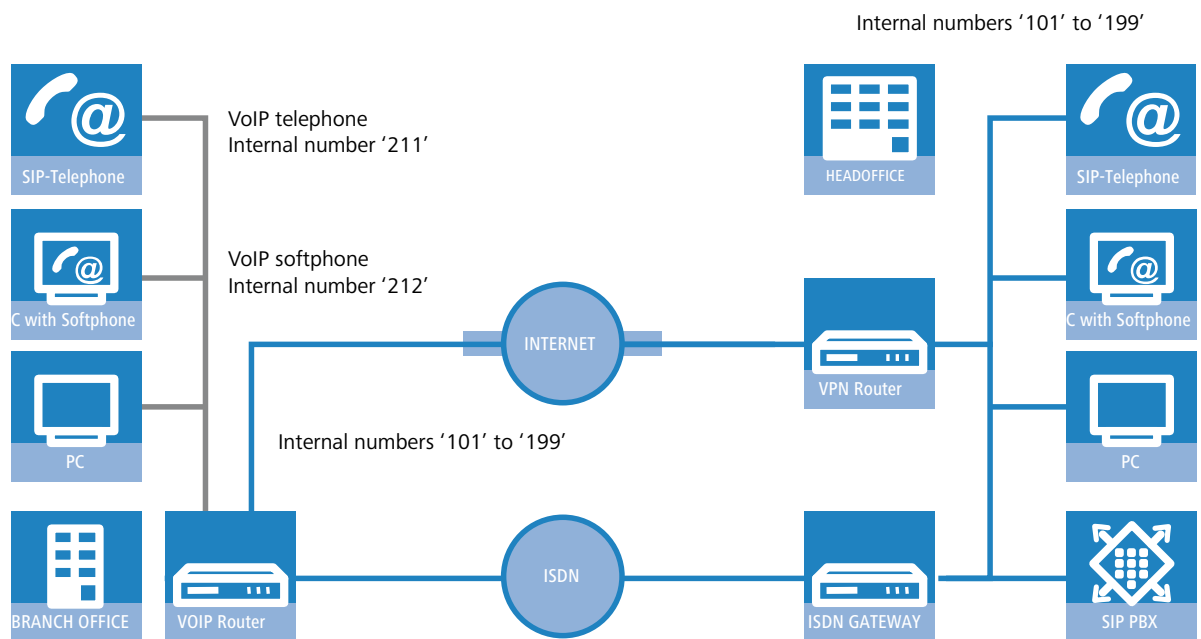 Internal numbers ‘101’ to ‘199’
SIP-Telephone
VoIP telephone
Internal number ‘211’
HEADOFFICE
SIP-Telephone
C with Softphone
VoIP softphone
Internal number ‘212’
INTERNET
VPN Router
C with Softphone
PC
Internal numbers ‘101’ to ‘199’
PC
BRANCH OFFICE
VOIP Router
ISDN
ISDN GATEWAY
SIP PBX